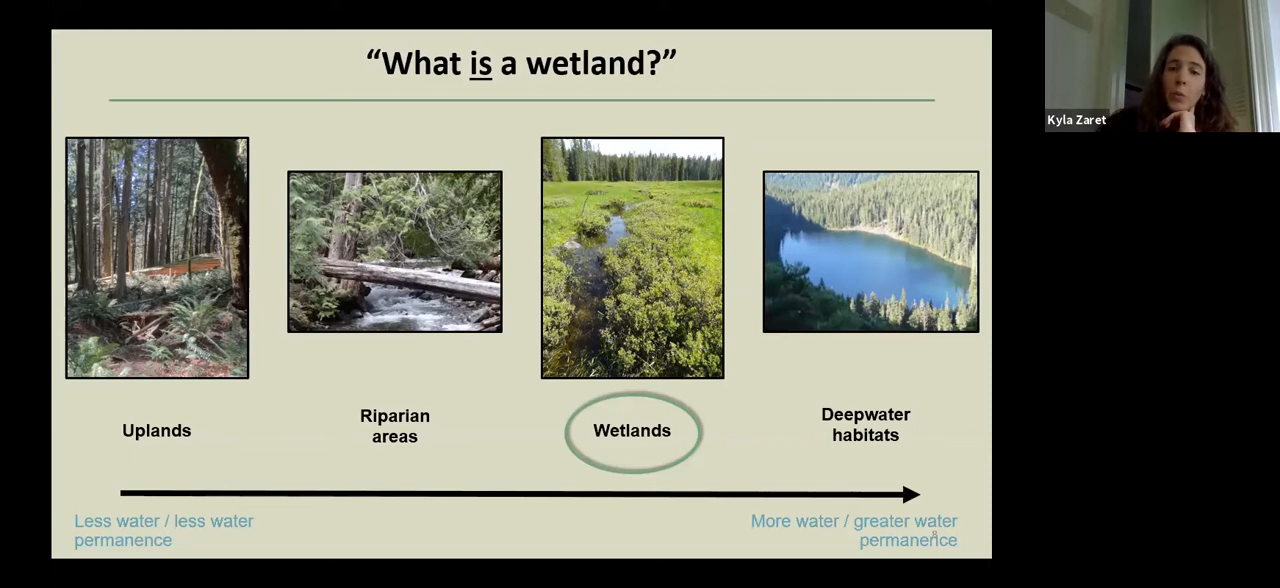 “What is a wetland?”
Kyla Zaret
Uplands
Riparian
areas
Wetlands
Deepwater
habitats
Less water / less water
permanence
More water / greater water
permanence
8